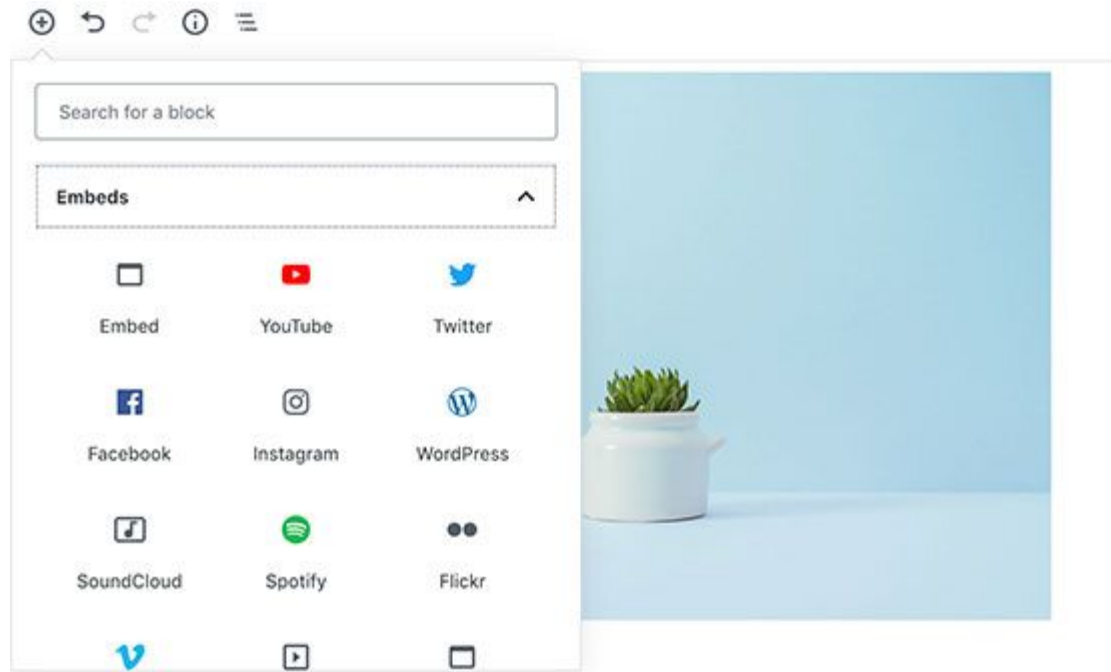 Search for a block
Embeds
Embed YouTube Twitter
Facebook Instagram WordPress
SoundCloud Spotify Flickr